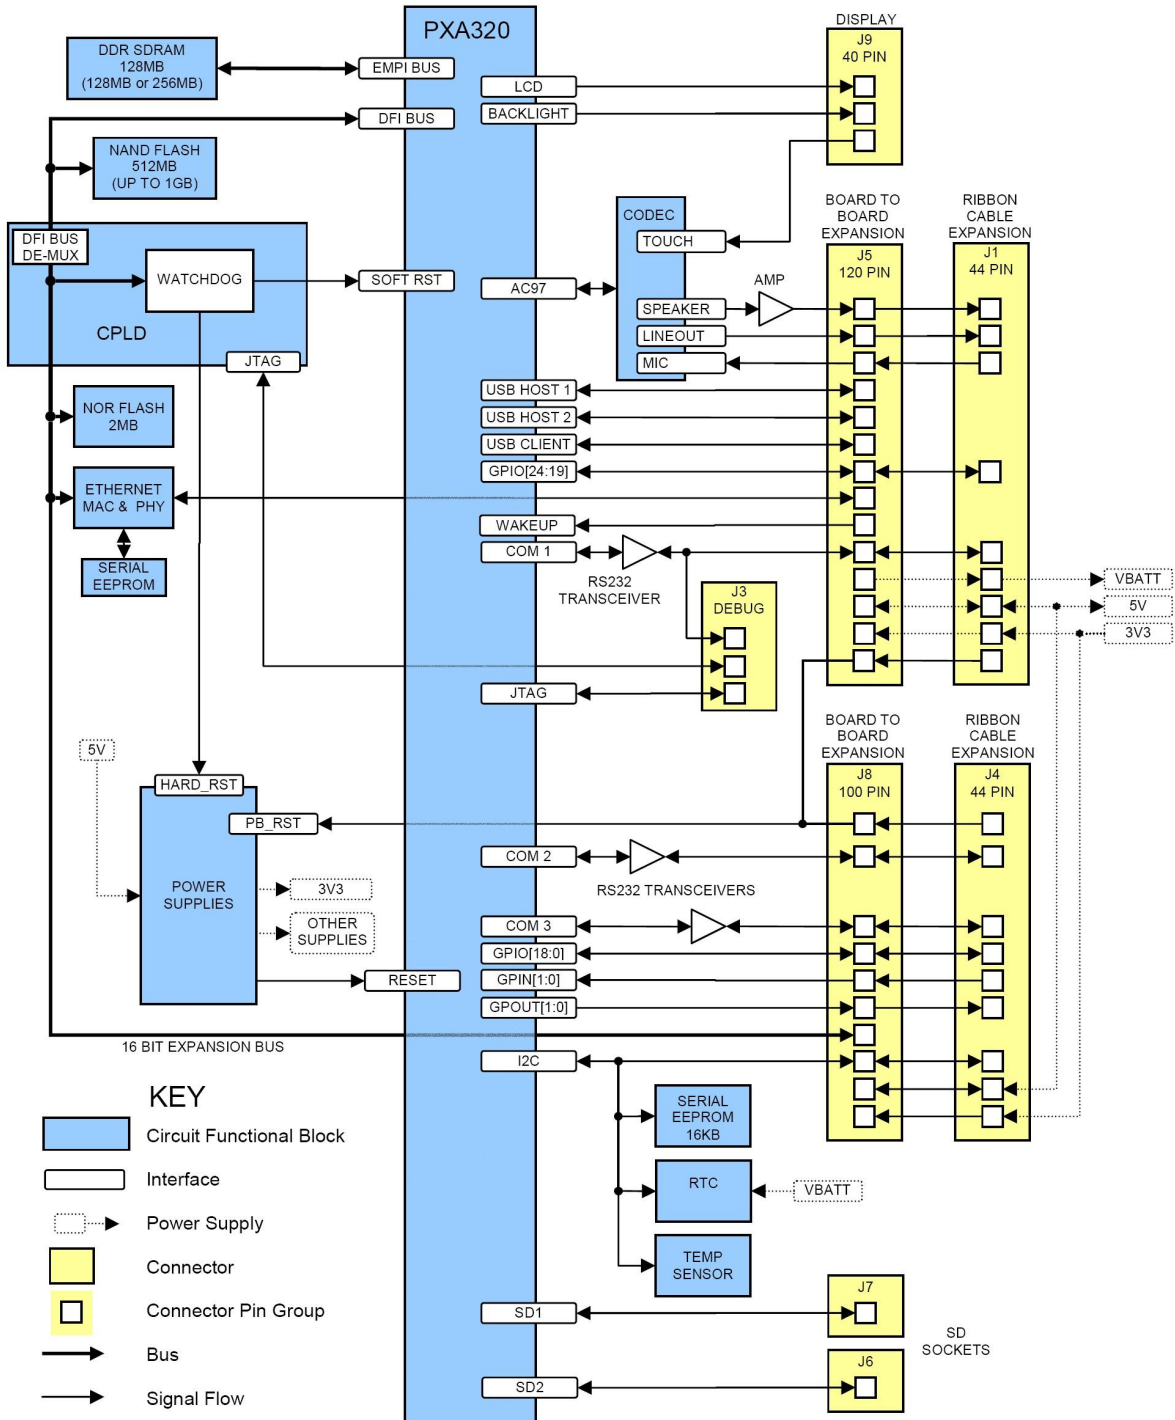 PXA320
DDR SDRAM
128MB
(128MB or 256MB)
EMPI BUS
DFI BUS
NAND FLASH
512MB
(UP TO 1GB)
DFI BUS
DE-MUX
WATCHDOG
CPLD
JTAG
SOFT RST
NOR FLASH
2MB
ETHERNET
MAC & PHY
SERIAL
EEPROM
LCD
BACKLIGHT
DISPLAY
J9
40 PIN
CODEC
TOUCH
AC97
SPEAKER
LINEOUT
MIC
AMP
BOARD TO
BOARD
EXPANSION
J5
120 PIN
RIBBON
CABLE
EXPANSION
J1
44 PIN
USB HOST 1
USB HOST 2
USB CLIENT
GPIO[24:19]
WAKEUP
COM 1
RS232
TRANSCEIVER
J3
DEBUG
JTAG
VBATT
5V
3V3
5V
HARD_RST
PB_RST
POWER
SUPPLIES
3V3
OTHER
SUPPLIES
RESET
16 BIT EXPANSION BUS
BOARD TO
BOARD
EXPANSION
J8
100 PIN
RIBBON
CABLE
EXPANSION
J4
44 PIN
COM 2
RS232 TRANSCEIVERS
COM 3
GPIO[18:0]
GPIN[1:0]
GPOUT[1:0]
I2C
SERIAL
EEPROM
16KB
RTC
VBATT
TEMP
SENSOR
SD1
SD2
J7
J6
SD
SOCKETS
KEY
Circuit Functional Block
Interface
Power Supply
Connector
Connector Pin Group
Bus
Signal Flow